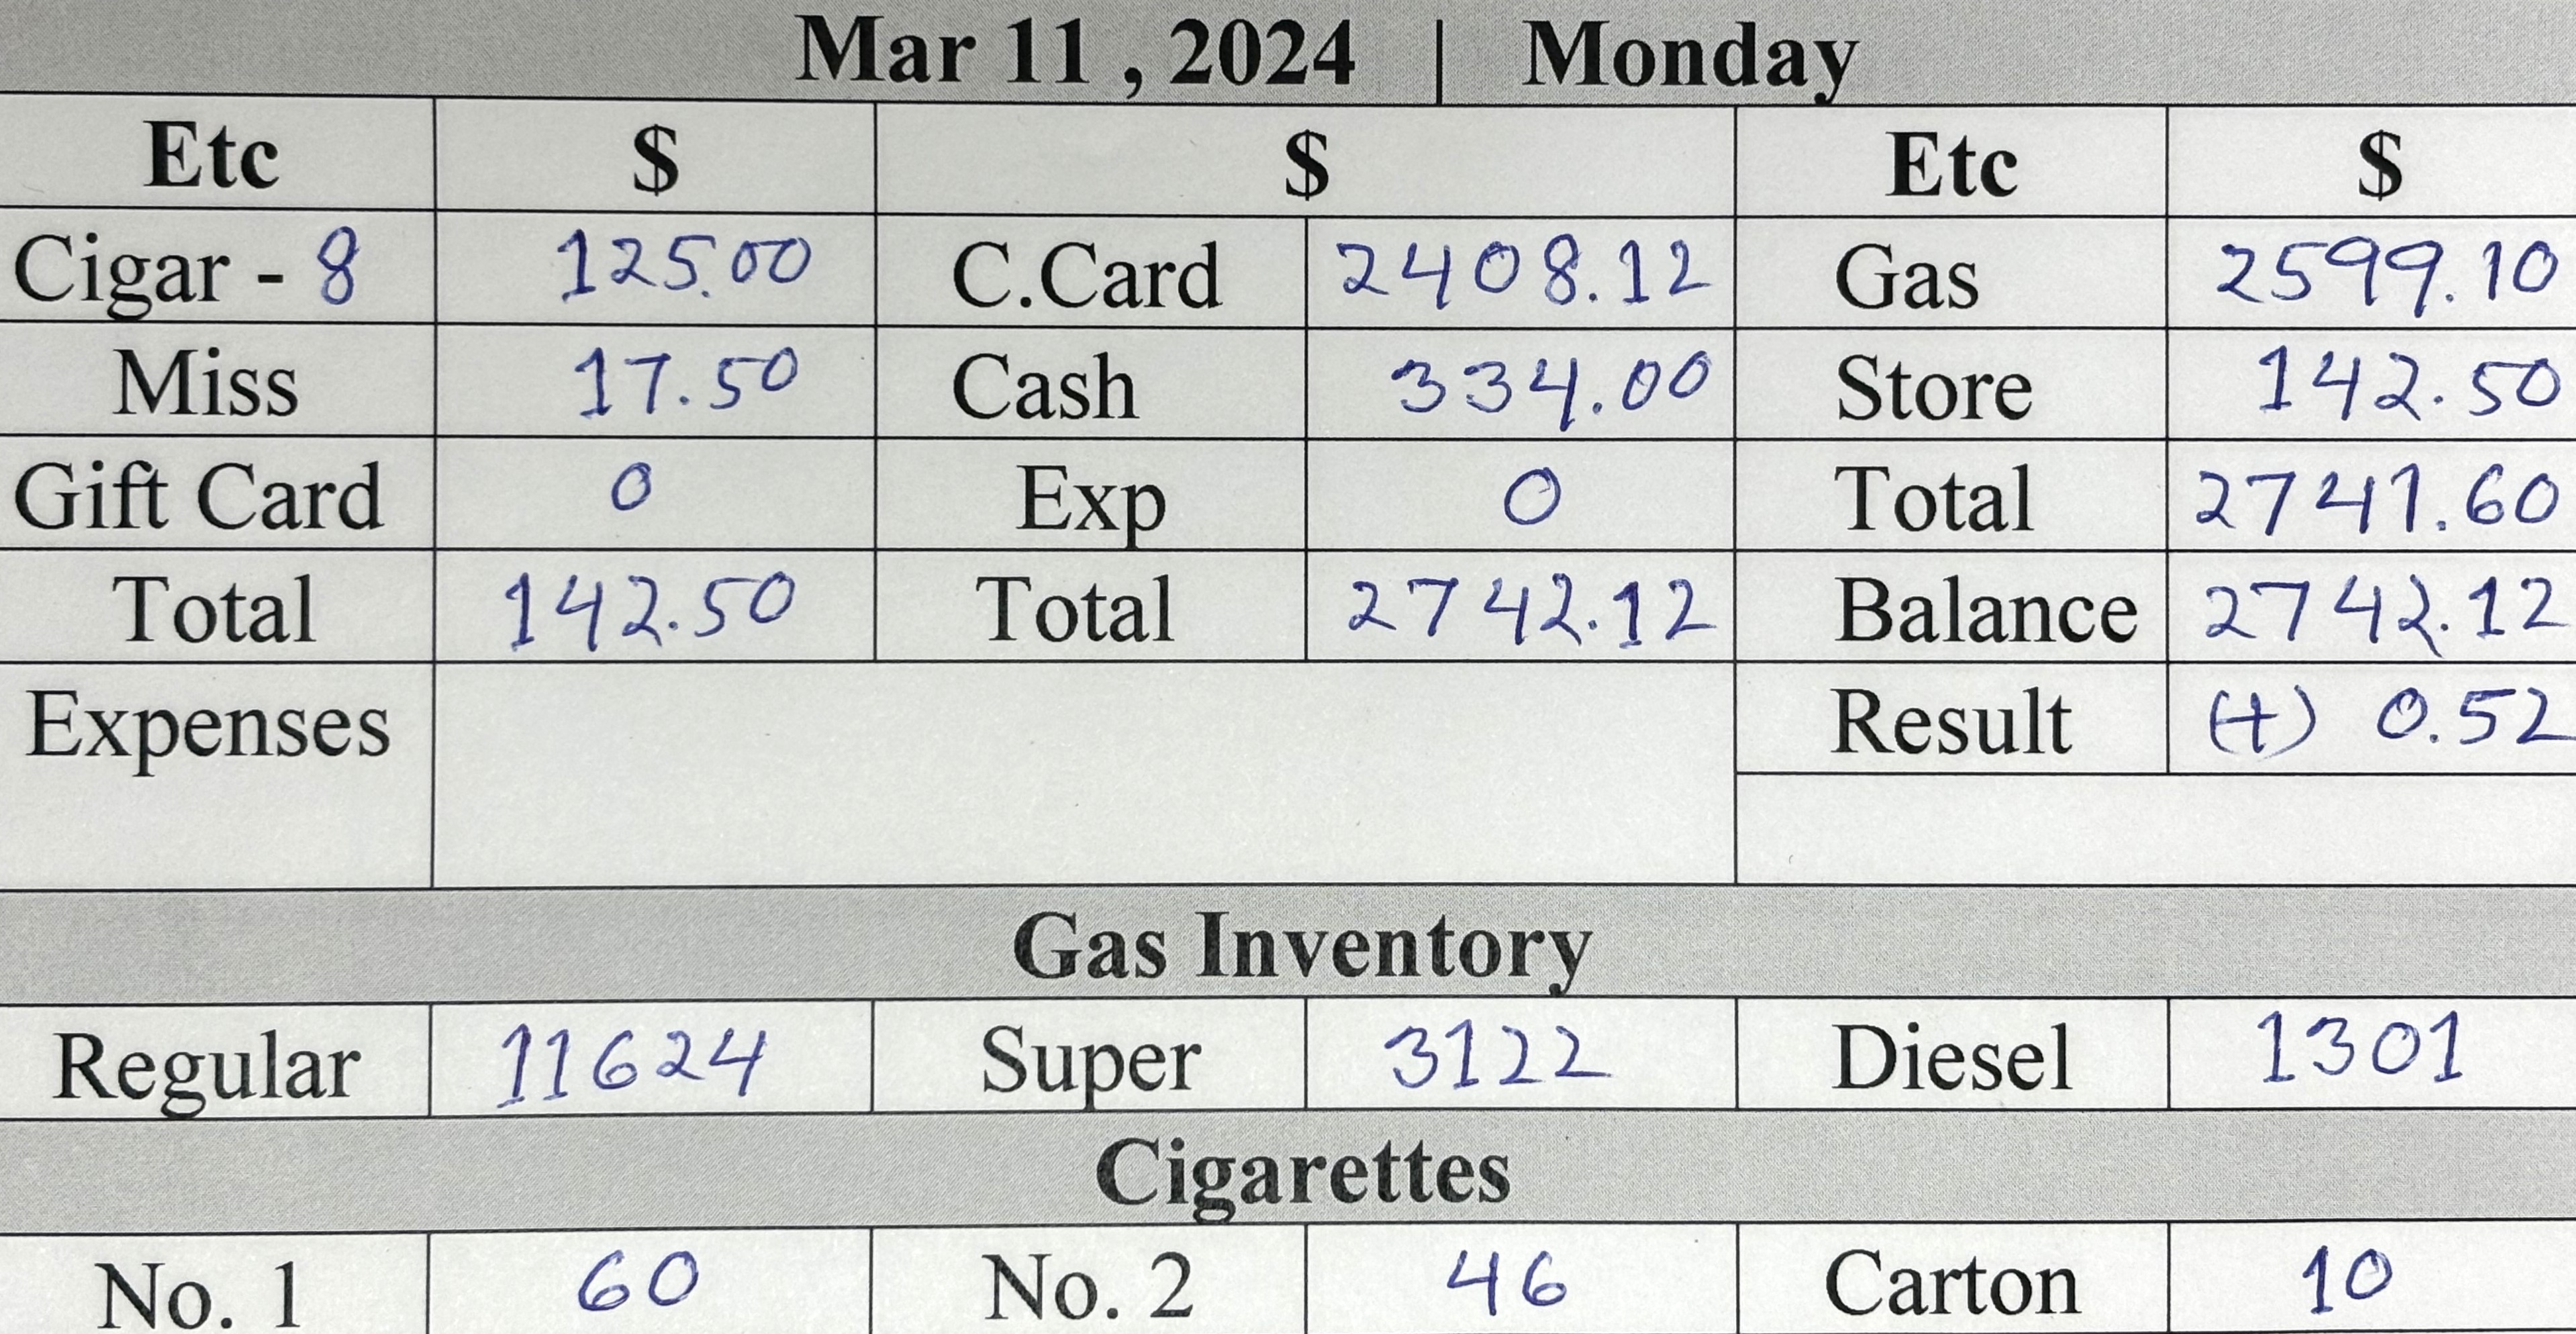 Mar 11 , 2024 | Monday
Etc $ $ Etc $
Cigar - 8 125.00 C.Card 2408.12 Gas 2599.10
Miss 17.50 Cash 334.00 Store 142.50
Gift Card 0 Exp 0 Total 2741.60
Total 142.50 Total 2742.12 Balance 2742.12
Expenses Result (+) 0.52
Gas Inventory
Regular 11624 Super 3122 Diesel 1301
Cigarettes
No. 1 60 No. 2 46 Carton 10